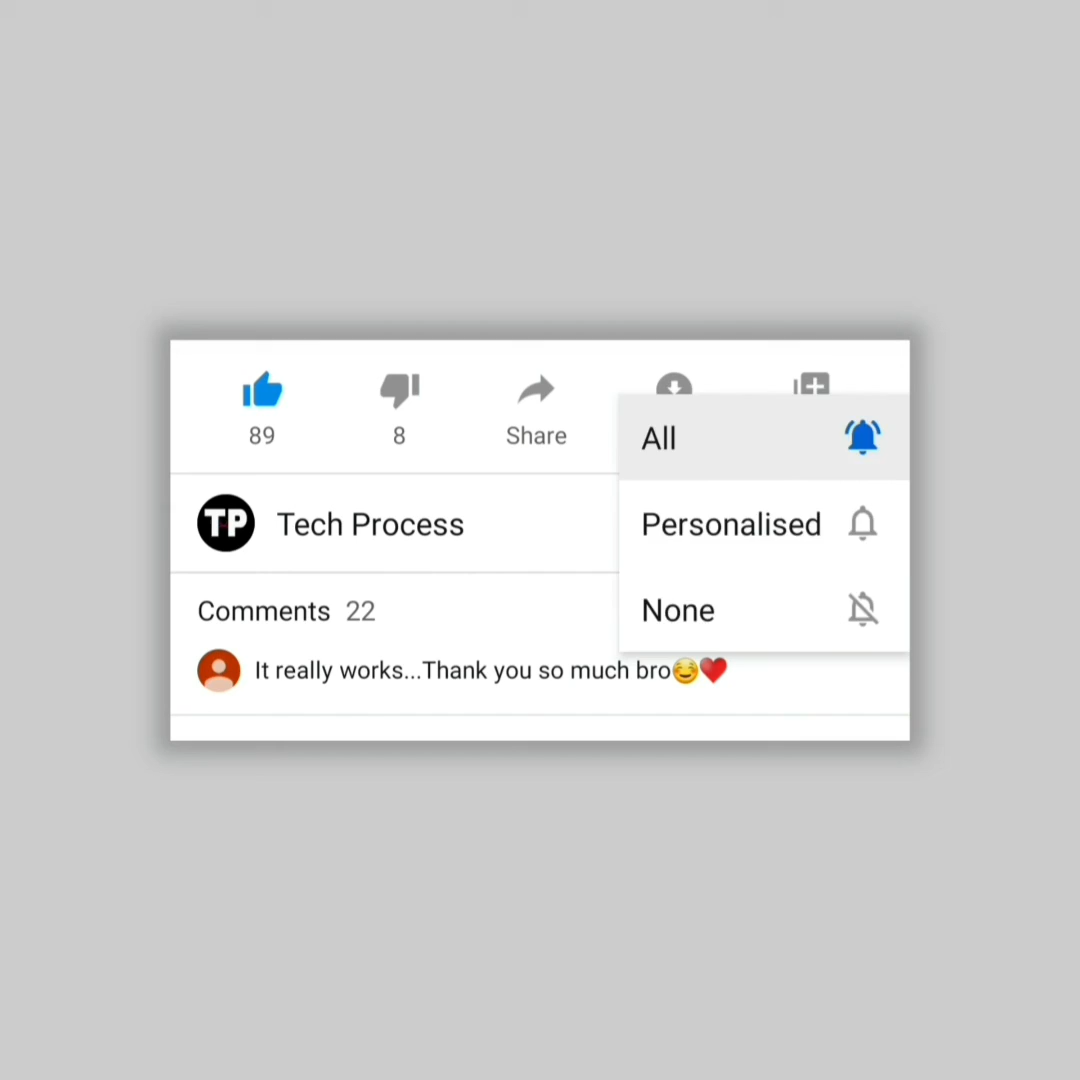 89
8
Share
All
Personalised
None
TP
Tech Process
Comments 22
It really works...Thank you so much bro😊❤️